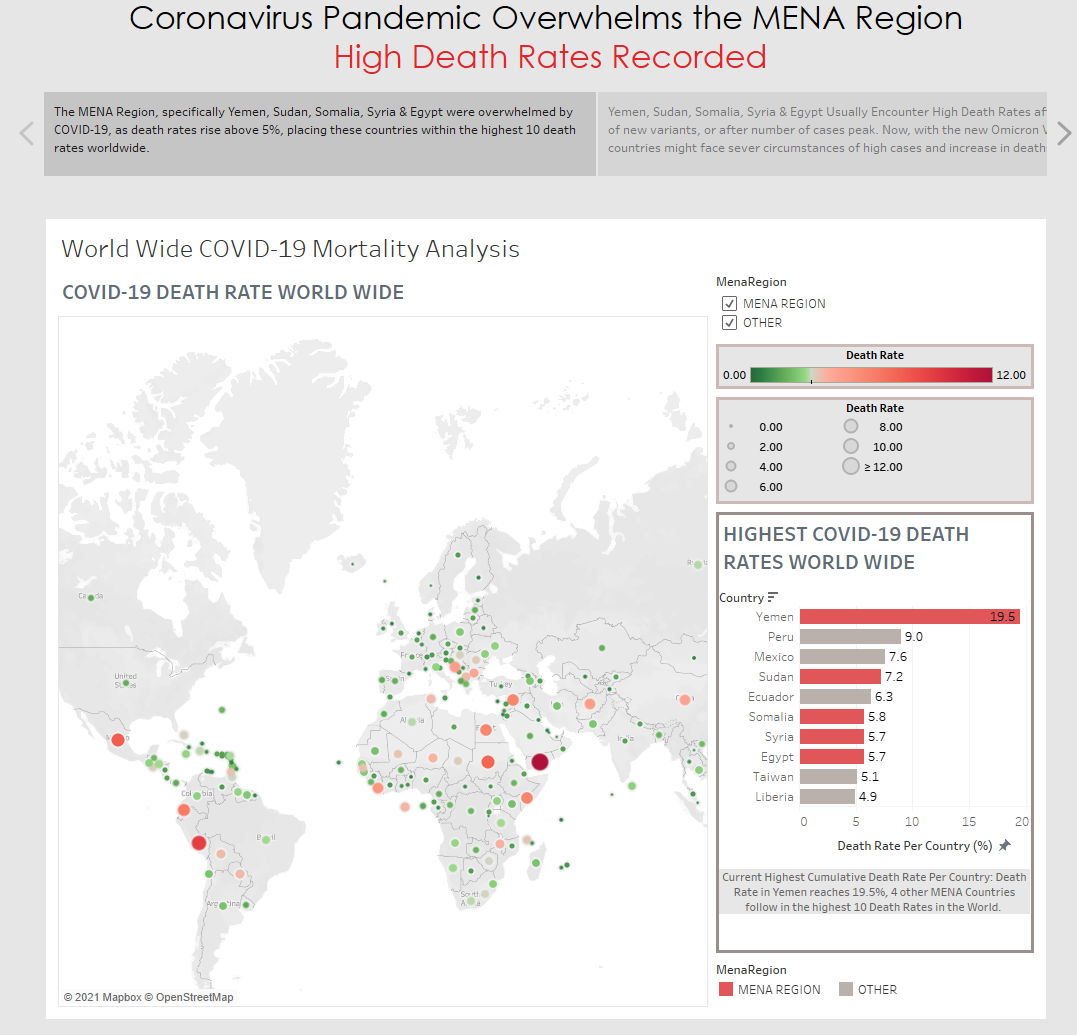 Coronavirus Pandemic Overwhelms the MENA Region
High Death Rates Recorded
The MENA Region, specifically Yemen, Sudan, Somalia, Syria & Egypt were overwhelmed by
COVID-19, as death rates rise above 5%, placing these countries within the highest 10 death
rates worldwide.
Yemen, Sudan, Somalia, Syria & Egypt Usually Encounter High Death Rates af
of new variants, or after number of cases peak. Now, with the new Omicron V
countries might face sever circumstances of high cases and increase in death
World Wide COVID-19 Mortality Analysis
COVID-19 DEATH RATE WORLD WIDE
United
States
Turkey
Brazil
© 2021 Mapbox © OpenStreetMap
MenaRegion
MENA REGION
OTHER
Death Rate
0.00 12.00
Death Rate
0.00 8.00
2.00 10.00
4.00 ≥ 12.00
6.00
HIGHEST COVID-19 DEATH
RATES WORLD WIDE
Country
Yemen 19.5
Peru 9.0
Mexico 7.6
Sudan 7.2
Ecuador 6.3
Somalia 5.8
Syria 5.7
Egypt 5.7
Taiwan 5.1
Liberia 4.9
0 5 10 15 20
Death Rate Per Country (%)
Current Highest Cumulative Death Rate Per Country: Death
Rate in Yemen reaches 19.5%, 4 other MENA Countries
follow in the highest 10 Death Rates in the World.
MenaRegion
MENA REGION OTHER